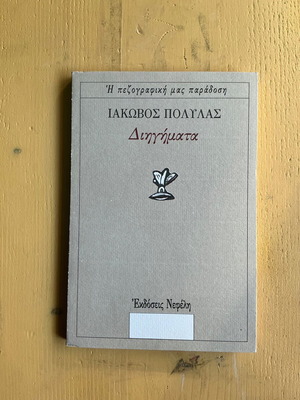 Ἡ πεζογραφική μας παράδοση
ΙΑΚΩΒΟΣ ΠΟΛΥΛΑΣ
Διηγήματα
Ἐκδόσεις Νεφέλη